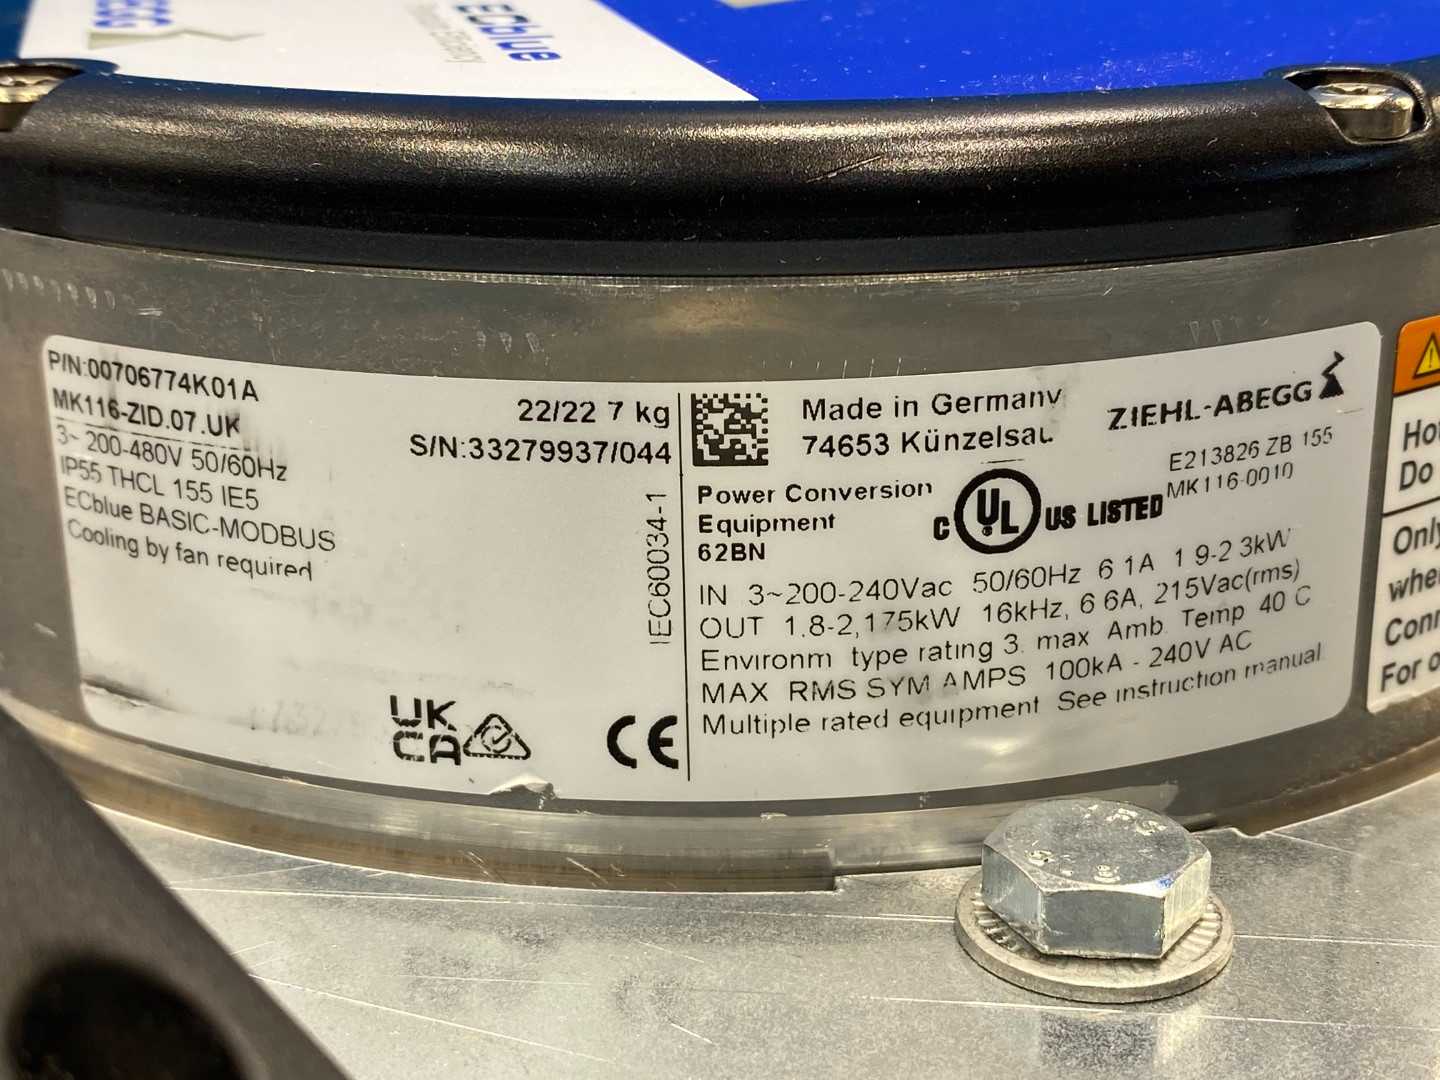 ECblue
P/N:00706774K01A
MK116-ZID.07.UK
3~ 200-480V 50/60Hz
IP55 THCL 155 IE5
ECblue BASIC-MODBUS
Cooling by fan required
22/22.7 kg
S/N:33279937/044
IEC60034-1
UK
CA
CE
Made in Germany
74653 Künzelsau
ZIEHL-ABEGG
E213826 ZB 155
MK116-0010
Power Conversion
Equipment
62BN
C UL US LISTED
IN 3~200-240Vac 50/60Hz 6.1A 1.9-2.3kW
OUT 1.8-2,175kW 16kHz, 6.6A, 215Vac(rms)
Environm. type rating 3. max. Amb. Temp. 40 C
MAX. RMS SYM AMPS. 100kA - 240V AC
Multiple rated equipment. See instruction manual.
Do
Only